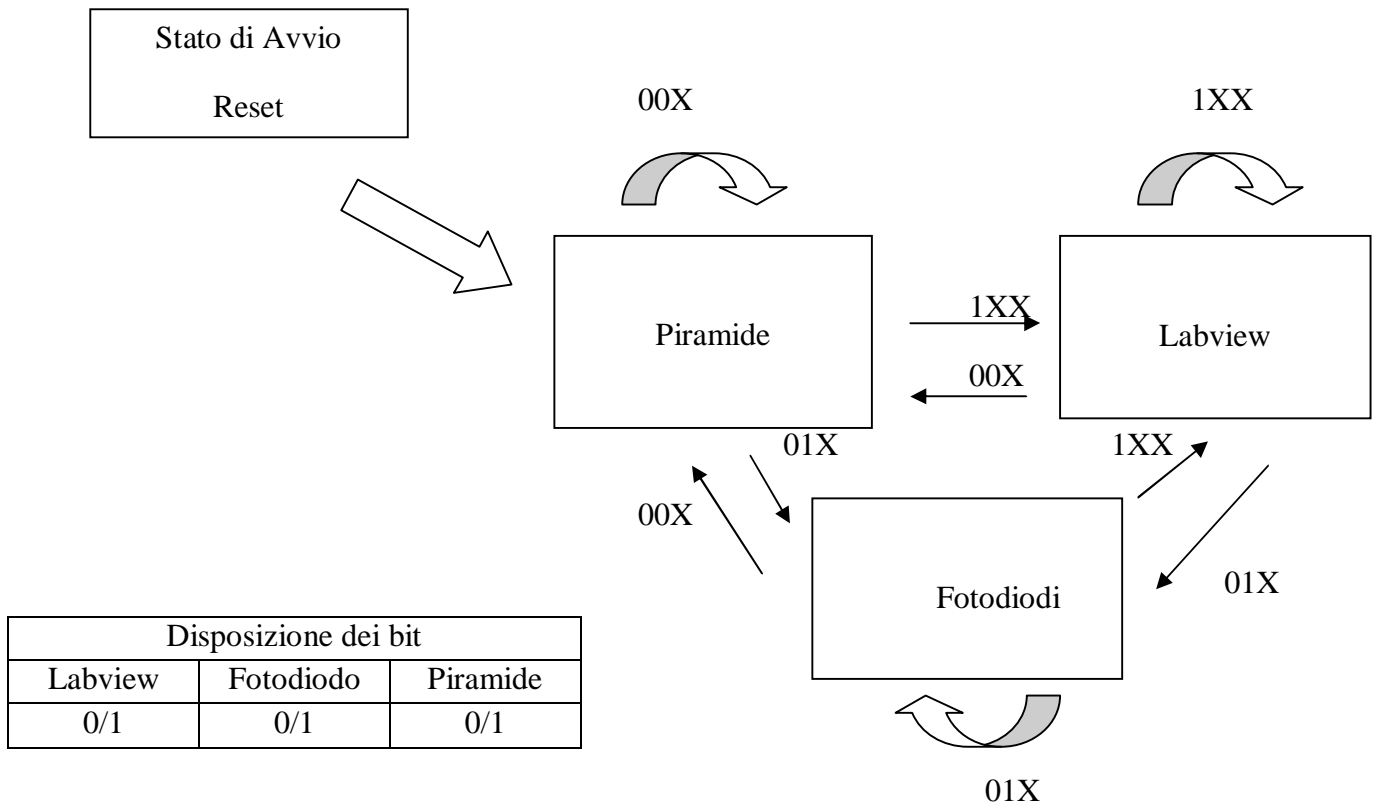 Stato di Avvio
Reset
00X
1XX
Piramide
1XX
00X
Labview
01X
1XX
00X
Fotodiodi
01X
01X
Disposizione dei bit
Labview Fotodiodo Piramide
0/1 0/1 0/1